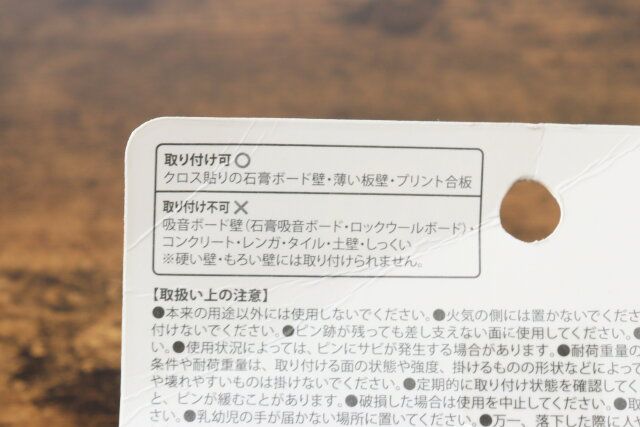 取り付け可〇
クロス貼りの石膏ボード壁・薄い板壁・プリント合板
取り付け不可✕
吸音ボード壁(石膏吸音ボード・ロックウールボード)・
コンクリート・レンガ・タイル・土壁・しっくい
※硬い壁・もろい壁には取り付けられません。
【取扱い上の注意】
●本来の用途以外には使用しないでください。●火気の側には置かないでくださ
付けないでください。●ピン跡が残っても差し支えない面に使用してください。
い。●使用状況によっては、ピンにサビが発生する場合があります。●耐荷重量の
条件や耐荷重量は、取り付ける面の状態や強度、掛けるものの形状などによって
や壊れやすいものは掛けないでください。●定期的に取り付け状態を確認してく
と、ピンが緩むことがあります。●破損した場合は使用を中止してください。●取
さい。●乳幼児の手が届かない場所に置いてください。●万一、落下した際に人や